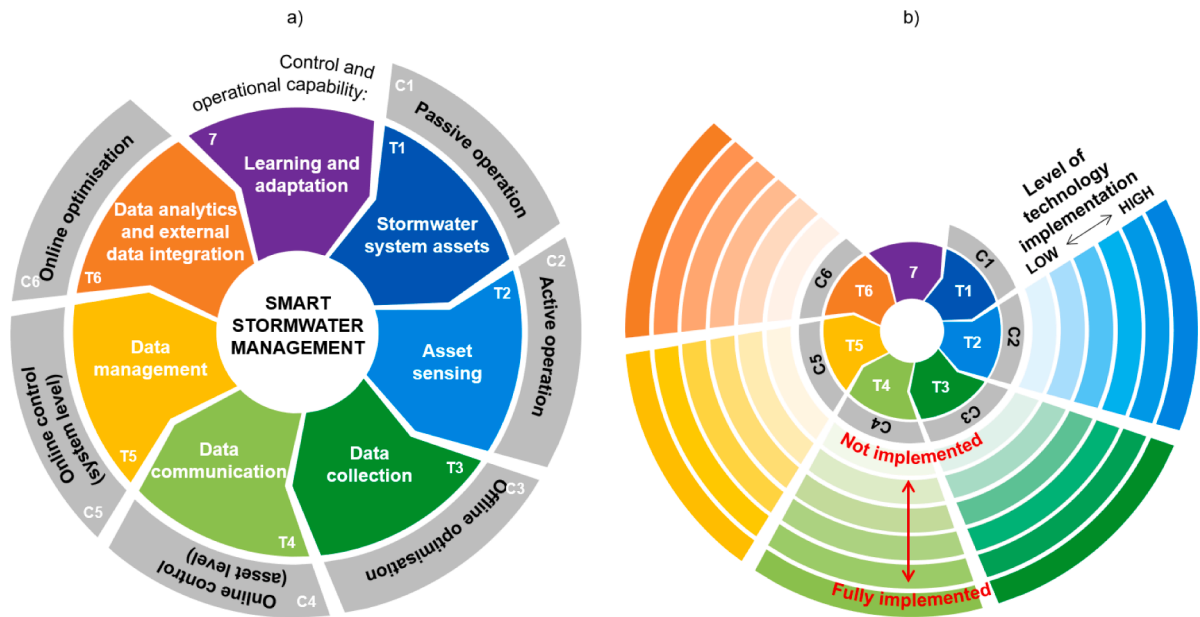 a)
Control and
operational capability:
C1
Passive operation
C2
Active operation
C3
Offline optimisation
C4
Online control
(asset level)
C5
Online control
(system level)
C6
Online optimisation
7
Learning and
adaptation
T1
Stormwater
system assets
T2
Asset
sensing
T3
Data
collection
T4
Data
communication
T5
Data
management
T6
Data analytics
and external
data integration
SMART
STORMWATER
MANAGEMENT
b)
Level of
technology
implementation
LOW
HIGH
7
T1
T2
T3
T4
T5
T6
C1
C2
C3
C4
C5
C6
Not implemented
Fully implemented